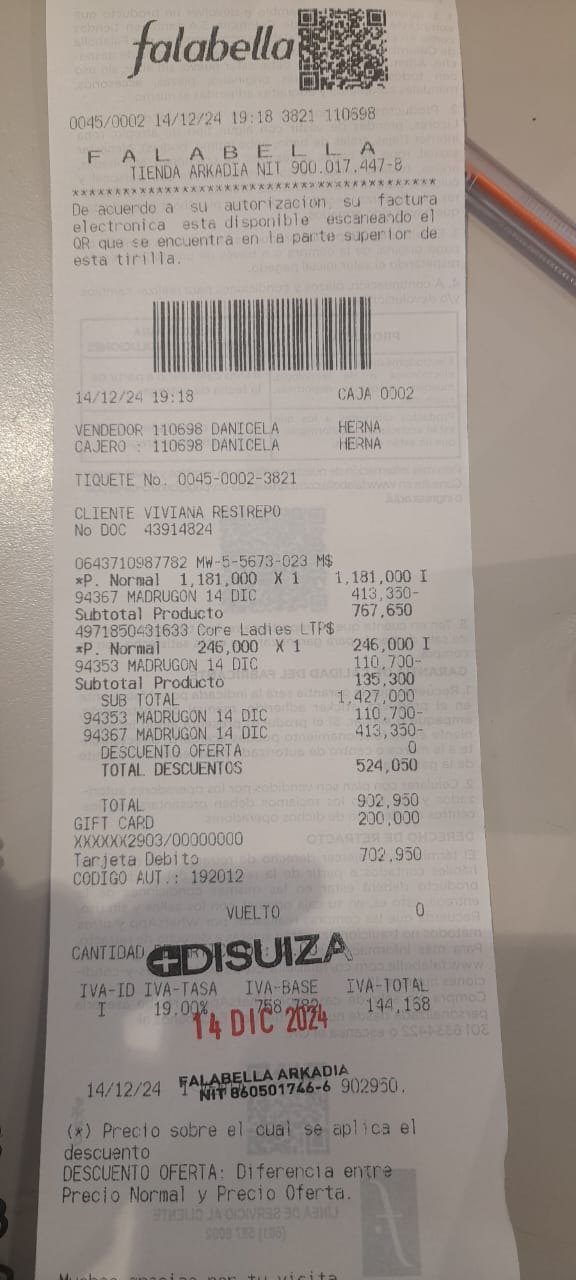 falabella
0045/0002 14/12/24 19:18 3821 110698
F A L A B E L L A
TIENDA ARKADIA NIT 900.017.447-8
****************************************
De acuerdo a su autorizacion, su factura
electronica esta disponible escaneando el
QR que se encuentra en la parte superior de
esta tirilla.
14/12/24 19:18 CAJA 0002
VENDEDOR 110698 DANICELA HERNA
CAJERO : 110698 DANICELA HERNA
TIQUETE No. 0045-0002-3821
CLIENTE VIVIANA RESTREPO
No DOC 43914824
0643710987782 MW-5-5673-023 M$
*P. Normal 1,181,000 X 1 1,181,000 I
94367 MADRUGON 14 DIC 413,350-
Subtotal Producto 767,650
4971850431633 Core Ladies LTP$
*P. Normal 246,000 X 1 246,000 I
94353 MADRUGON 14 DIC 110,700-
Subtotal Producto 135,300
SUB TOTAL 1,427,000
94353 MADRUGON 14 DIC 110,700-
94367 MADRUGON 14 DIC 413,350-
DESCUENTO OFERTA 0
TOTAL DESCUENTOS 524,050
TOTAL 902,950
GIFT CARD 200,000
XXXXXX2903/00000000
Tarjeta Debito 702,950
CODIGO AUT.: 192012
VUELTO 0
CANTIDAD
DISUIZA
IVA-ID IVA-TASA IVA-BASE IVA-TOTAL
I 19.00% 758,782 144,168
14 DIC 2024
FALABELLA ARKADIA
NIT 860501746-6
14/12/24 902950.
(*) Precio sobre el cual se aplica el
descuento
DESCUENTO OFERTA: Diferencia entre
Precio Normal y Precio Oferta.
Muchas gracias por tu visita